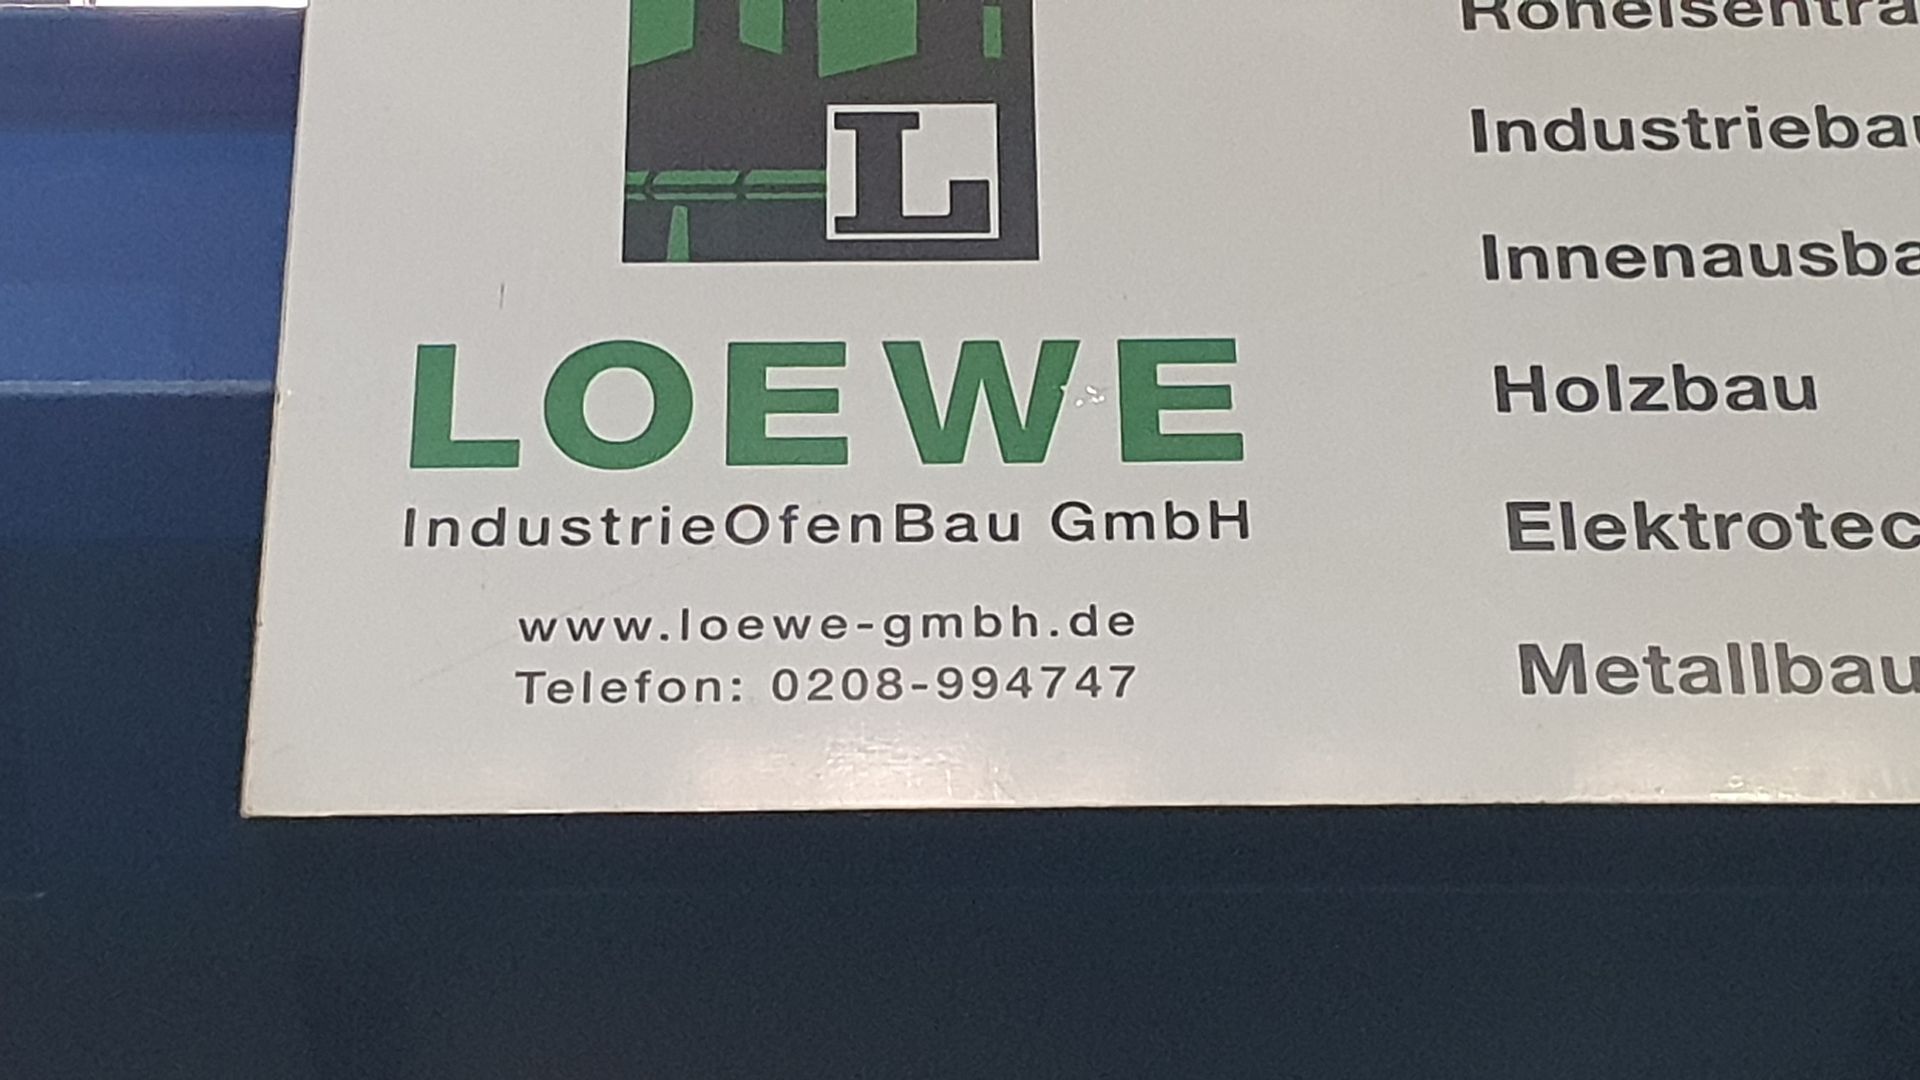 L
LOEWE
IndustrieOfenBau GmbH
www.loewe-gmbh.de
Telefon: 0208-994747
Industriebau
Holzbau
Metallbau